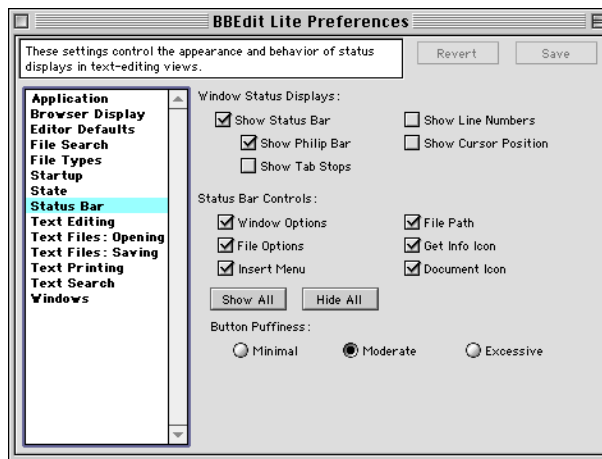 BBEdit Lite Preferences
These settings control the appearance and behavior of status
displays in text-editing views.
Revert
Save
Application
Browser Display
Editor Defaults
File Search
File Types
Startup
State
Status Bar
Text Editing
Text Files: Opening
Text Files: Saving
Text Printing
Text Search
Windows
Window Status Displays:
Show Status Bar
Show Line Numbers
Show Philip Bar
Show Cursor Position
Show Tab Stops
Status Bar Controls:
Window Options
File Path
File Options
Get Info Icon
Insert Menu
Document Icon
Show All
Hide All
Button Puffiness:
Minimal
Moderate
Excessive